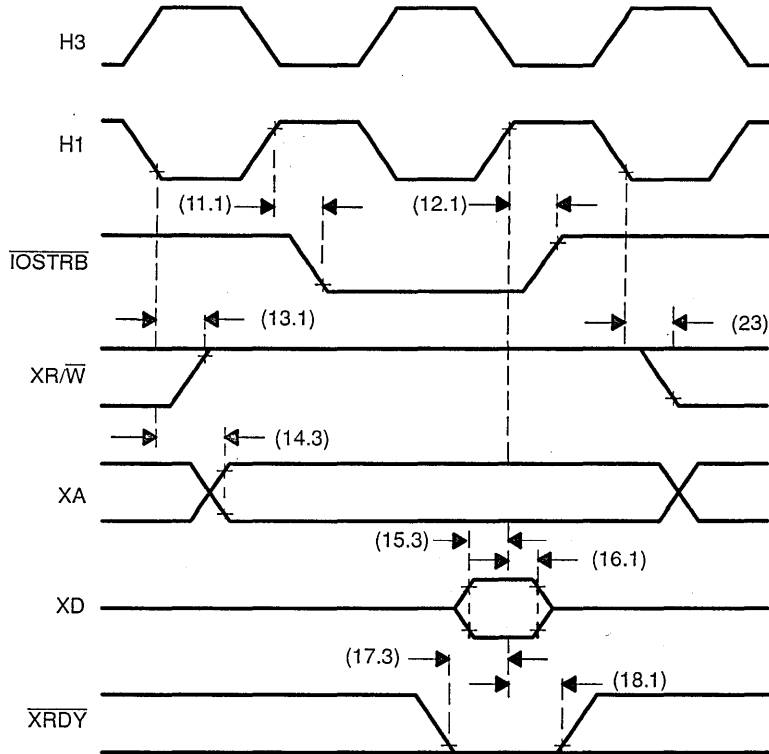 H3
H1
(11.1)
(12.1)
IOSTRB
(13.1)
(23)
XR/W
(14.3)
XA
(15.3)
(16.1)
XD
(17.3)
(18.1)
XRDY